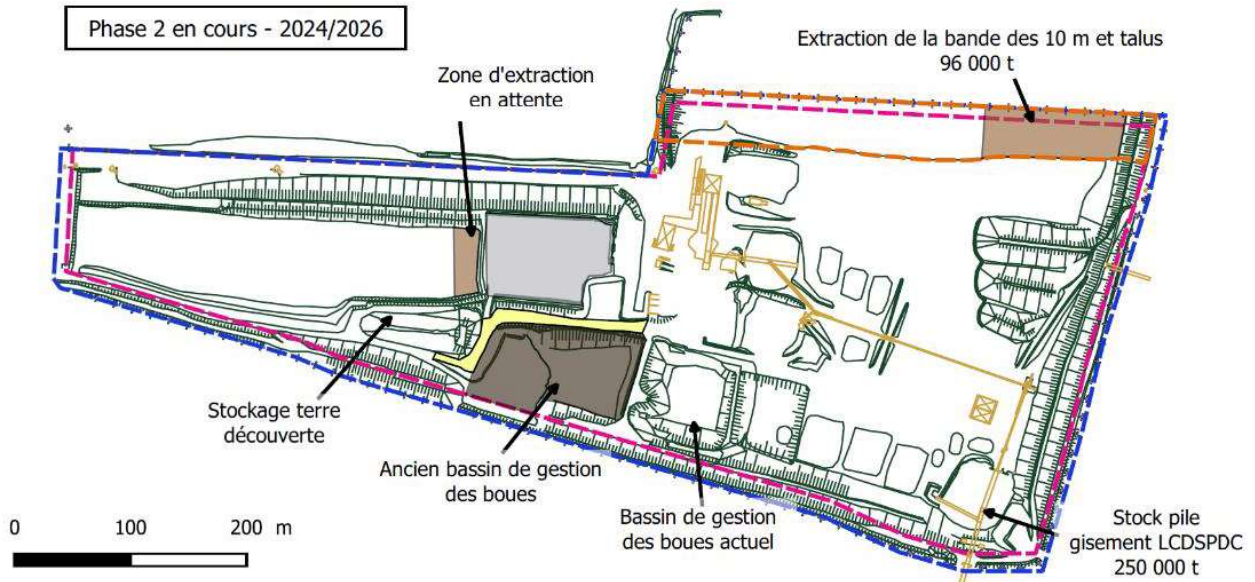 Phase 2 en cours - 2024/2026
Extraction de la bande des 10 m et talus
96 000 t
Zone d'extraction
en attente
Stockage terre
découverte
Ancien bassin de gestion
des boues
Bassin de gestion
des boues actuel
Stock pile
gisement LCDSPDC
250 000 t
0 100 200 m